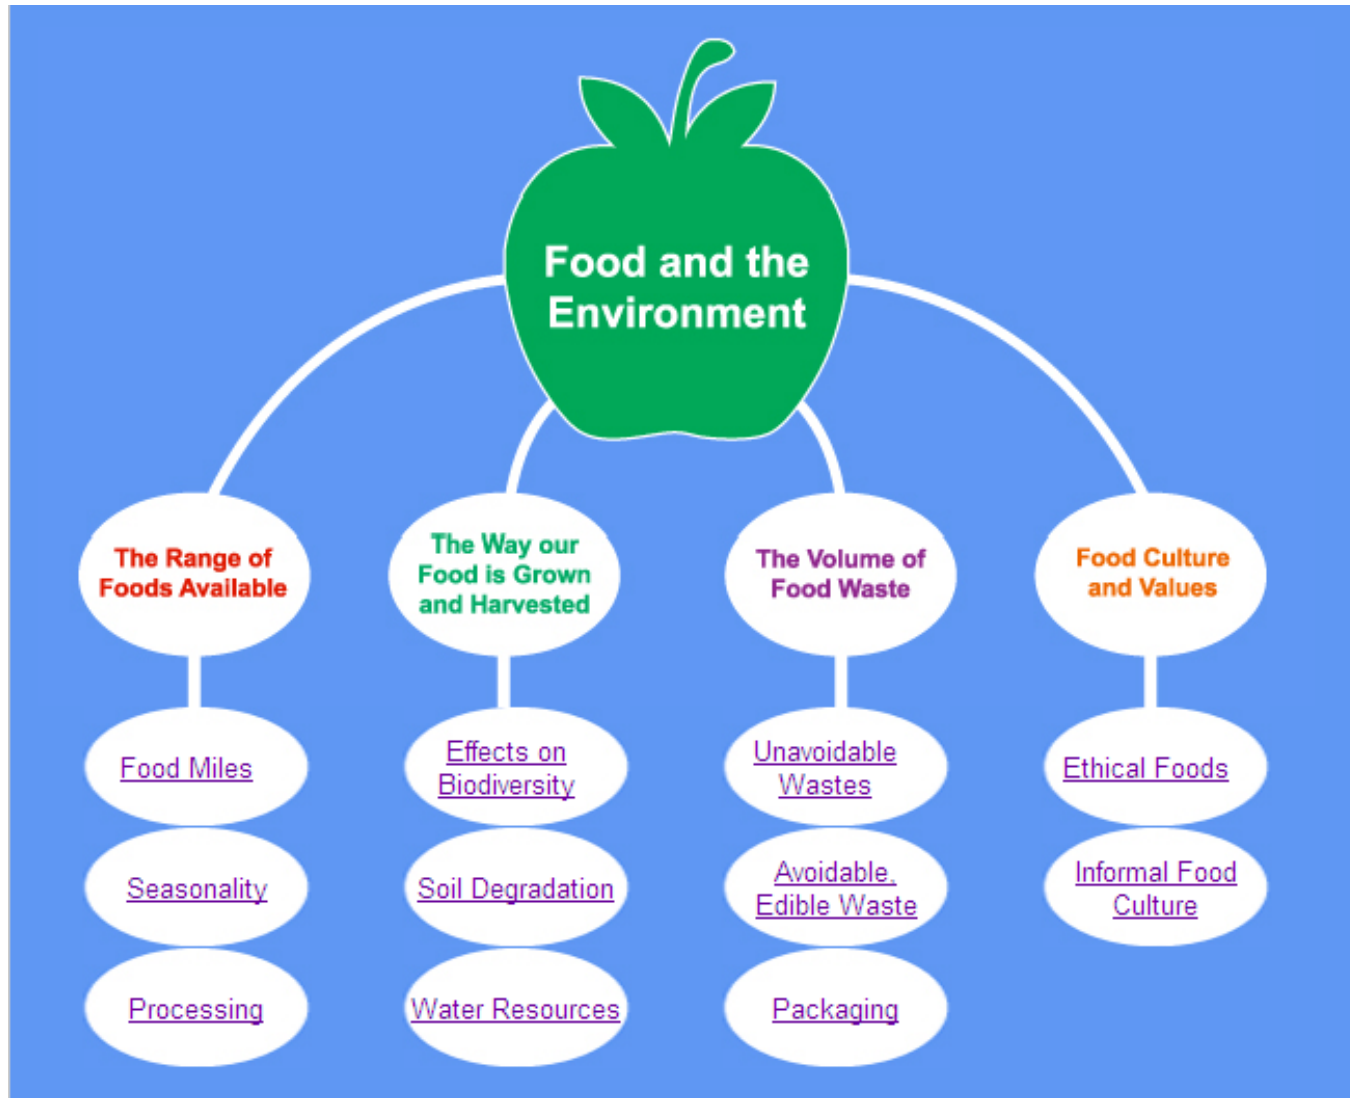 Food and the
Environment
The Range of
Foods Available
The Way our
Food is Grown
and Harvested
The Volume of
Food Waste
Food Culture
and Values
Food Miles
Seasonality
Processing
Effects on
Biodiversity
Soil Degradation
Water Resources
Unavoidable
Wastes
Avoidable,
Edible Waste
Packaging
Ethical Foods
Informal Food
Culture